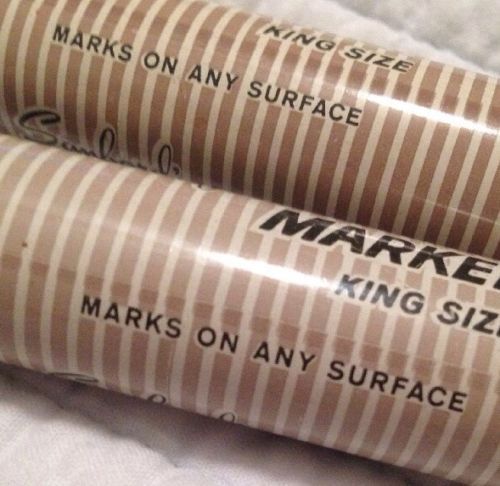 KING SIZE
MARKS ON ANY SURFACE
MARKE
KING SIZ
MARKS ON ANY SURFACE